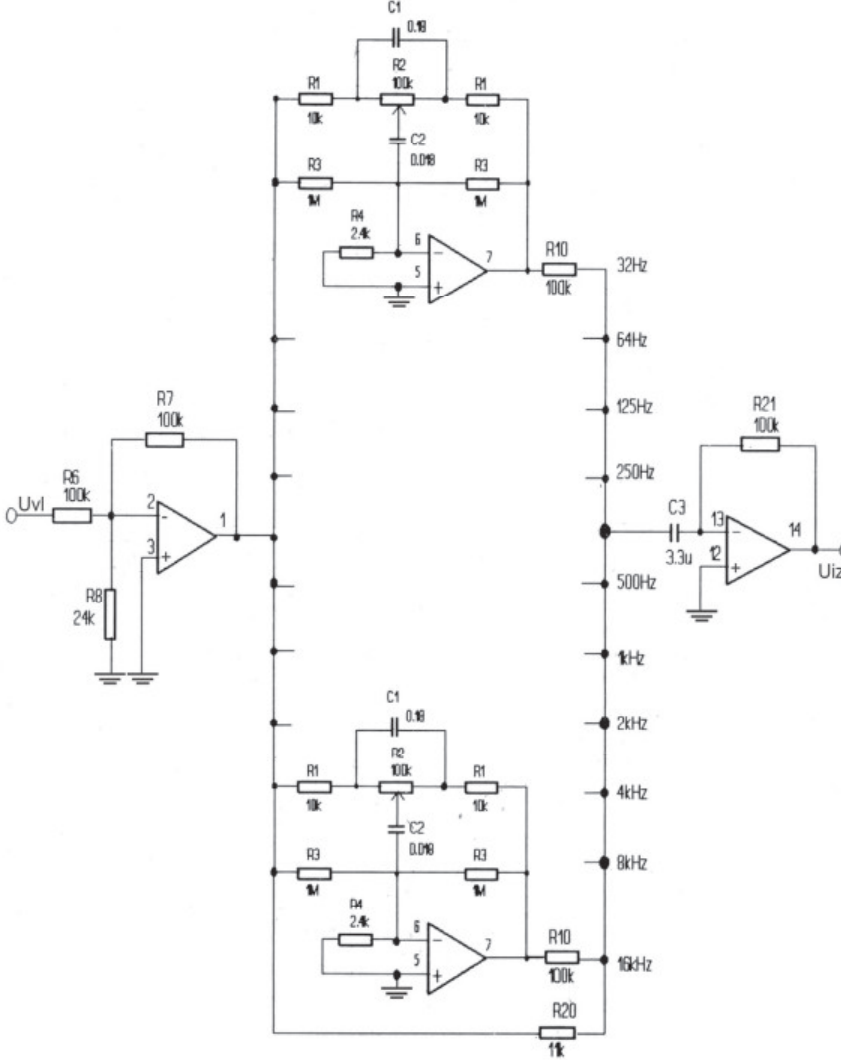 C1
0.18
R1
R2
R1
10k
100k
10k
C2
0.018
R3
R3
1M
1M
R4
2.4k
6
5
7
R10
100k
32Hz
64Hz
R7
100k
125Hz
R21
100k
R6
100k
250Hz
Uvl
2
3
1
C3
3.3u
13
12
14
Uiz
R8
24k
500Hz
1kHz
C1
0.18
2kHz
R1
R2
R1
10k
100k
10k
4kHz
C2
0.018
R3
R3
8kHz
1M
1M
R4
2.4k
6
5
7
R10
100k
16kHz
R20
11k